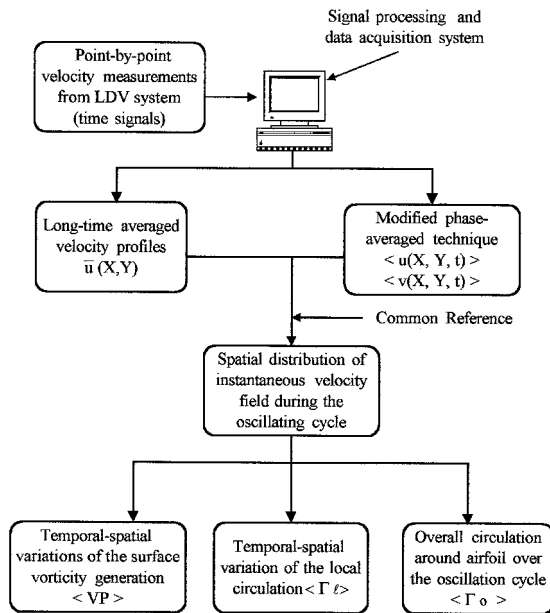 Signal processing and
data acquisition system
Point-by-point
velocity measurements
from LDV system
(time signals)
Long-time averaged
velocity profiles
u̅ (X,Y)
Modified phase-
averaged technique
< u(X, Y, t) >
< v(X, Y, t) >
Common Reference
Spatial distribution of
instantaneous velocity
field during the
oscillating cycle
Temporal-spatial
variations of the surface
vorticity generation
< VP >
Temporal-spatial
variation of the local
circulation< Γ ℓ>
Overall circulation
around airfoil over
the oscillation cycle
< Γ o >